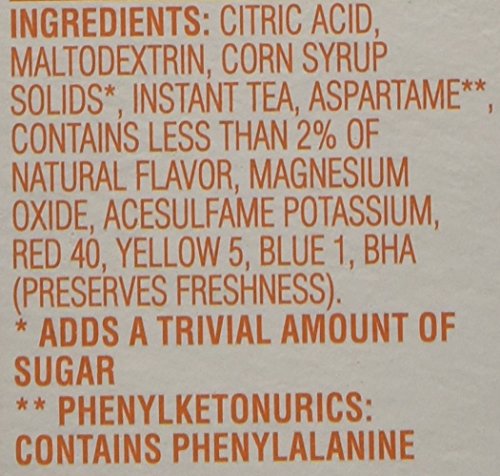 INGREDIENTS: CITRIC ACID,
MALTODEXTRIN, CORN SYRUP
SOLIDS*, INSTANT TEA, ASPARTAME**,
CONTAINS LESS THAN 2% OF
NATURAL FLAVOR, MAGNESIUM
OXIDE, ACESULFAME POTASSIUM,
RED 40, YELLOW 5, BLUE 1, BHA
(PRESERVES FRESHNESS).
* ADDS A TRIVIAL AMOUNT OF
SUGAR
** PHENYLKETONURICS:
CONTAINS PHENYLALANINE